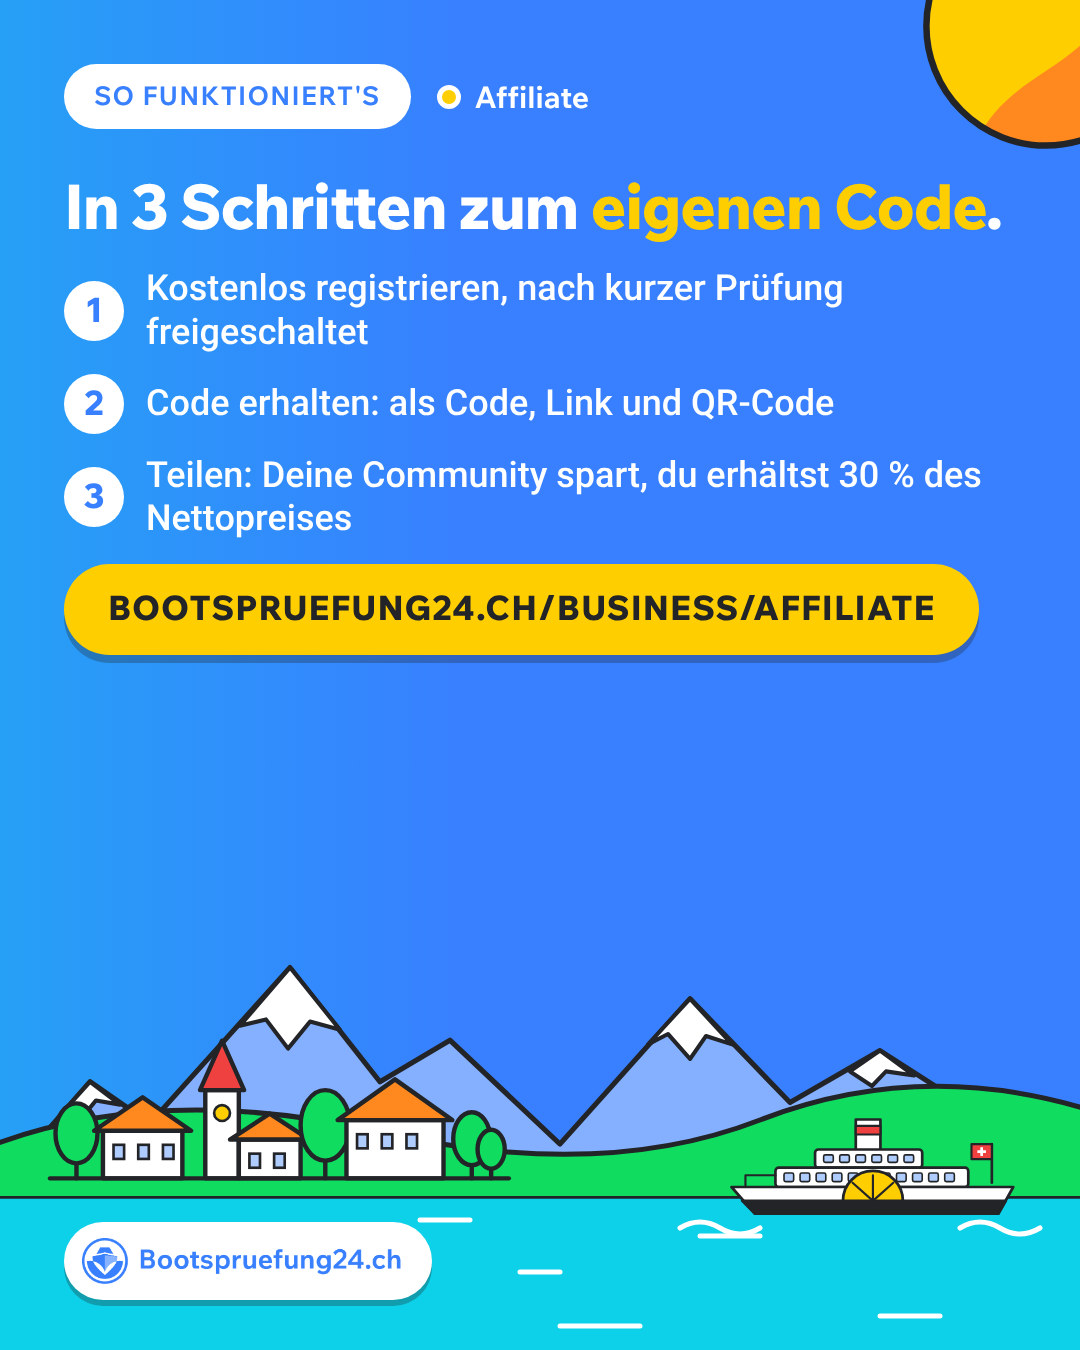 SO FUNKTIONIERT'S
Affiliate
In 3 Schritten zum eigenen Code.
1
Kostenlos registrieren, nach kurzer Prüfung
freigeschaltet
2
Code erhalten: als Code, Link und QR-Code
3
Teilen: Deine Community spart, du erhältst 30 % des
Nettopreises
BOOTSPRUEFUNG24.CH/BUSINESS/AFFILIATE
Bootspruefung24.ch